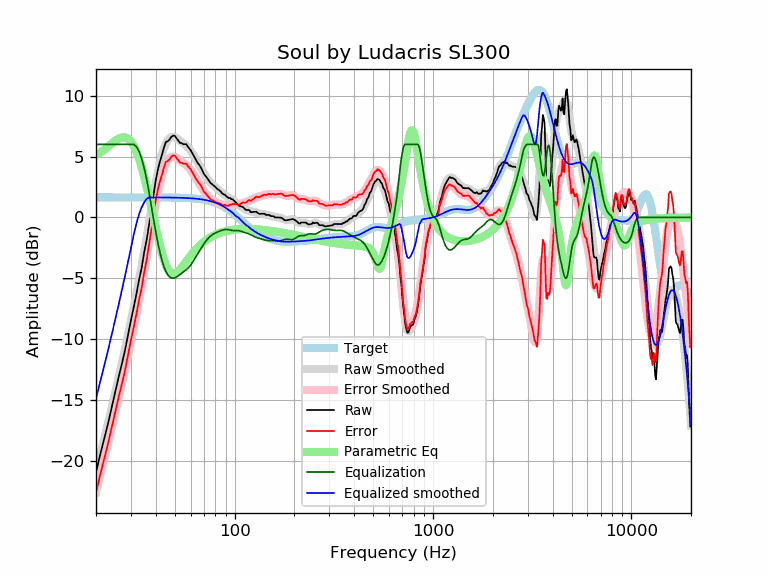 Soul by Ludacris SL300
10
5
0
−5
−10
−15
−20
Amplitude (dBr)
Target
Raw Smoothed
Error Smoothed
Raw
Error
Parametric Eq
Equalization
Equalized smoothed
100
1000
10000
Frequency (Hz)